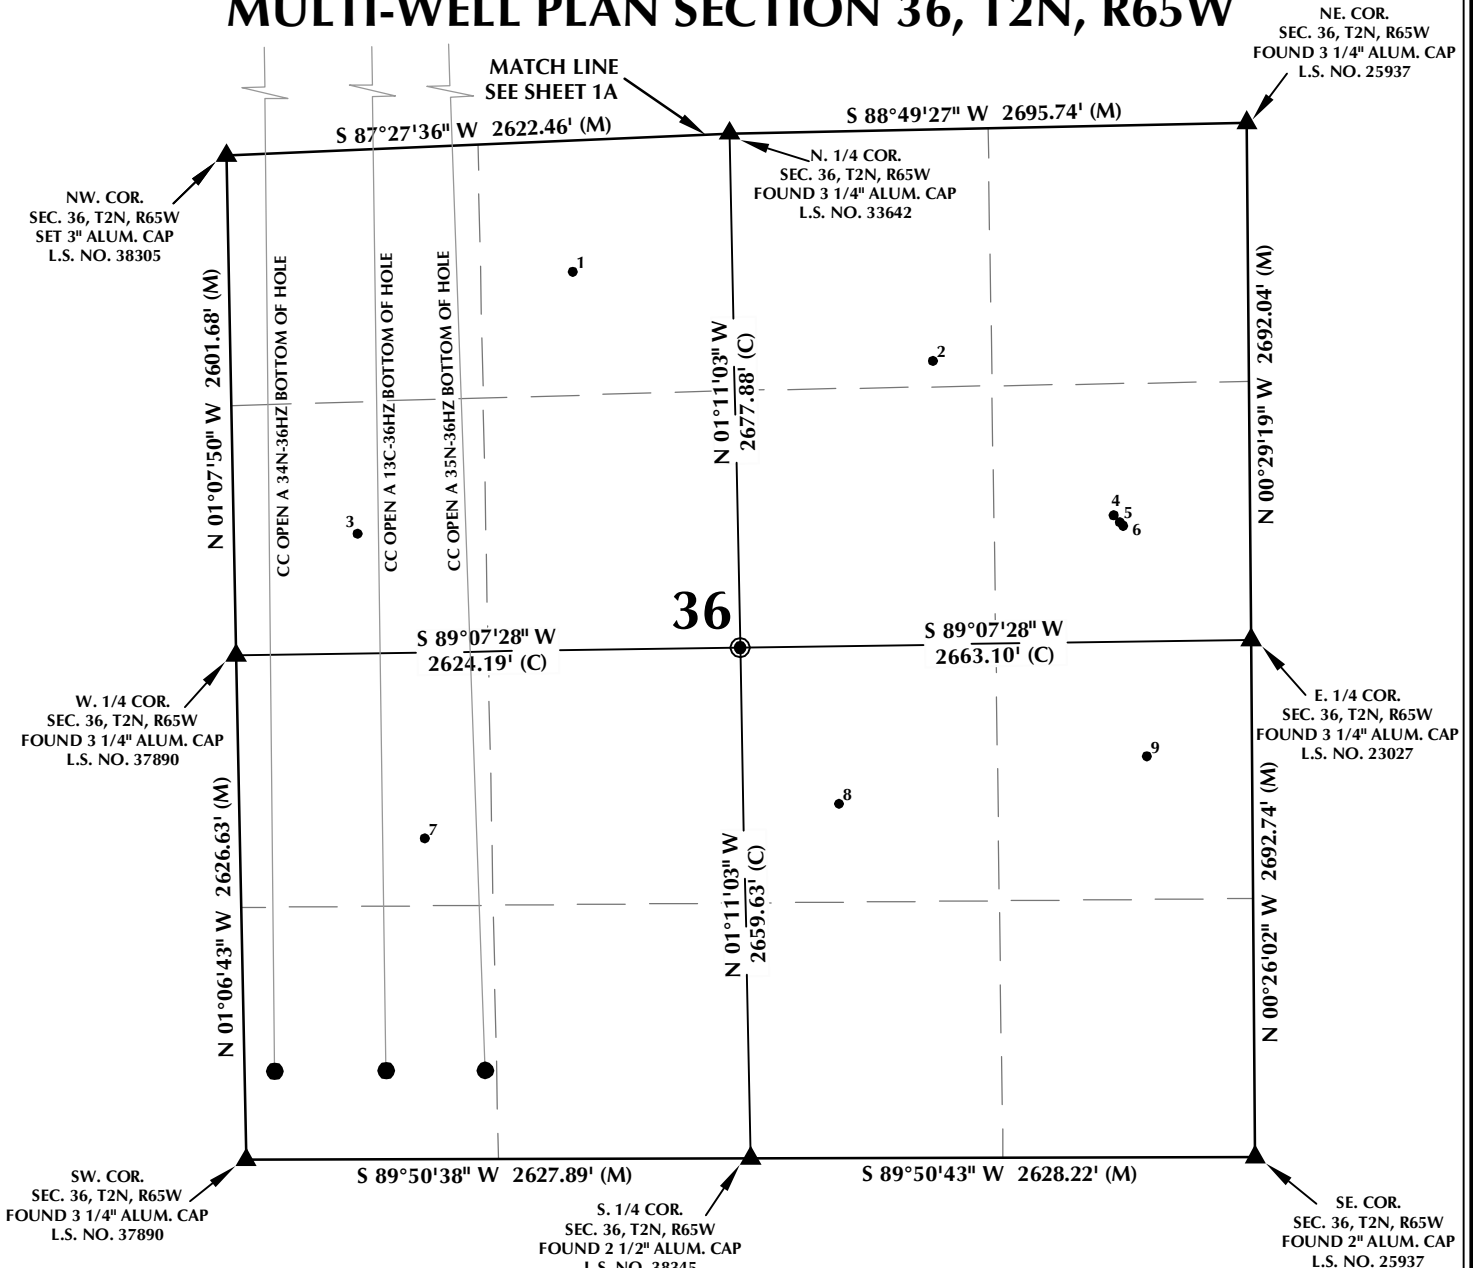 MULTI-WELL PLAN SECTION 36, T2N, R65W
NE. COR.
SEC. 36, T2N, R65W
FOUND 3 1/4" ALUM. CAP
L.S. NO. 25937
MATCH LINE
SEE SHEET 1A
S 87°27'36" W 2622.46' (M)
S 88°49'27" W 2695.74' (M)
N. 1/4 COR.
SEC. 36, T2N, R65W
FOUND 3 1/4" ALUM. CAP
L.S. NO. 33642
NW. COR.
SEC. 36, T2N, R65W
SET 3" ALUM. CAP
L.S. NO. 38305
N 01°07'50" W 2601.68' (M)
CC OPEN A 34N-36HZ BOTTOM OF HOLE
CC OPEN A 13C-36HZ BOTTOM OF HOLE
CC OPEN A 35N-36HZ BOTTOM OF HOLE
1
N 01°11'03" W
2677.88' (C)
2
N 00°29'19" W 2692.04' (M)
3
4
5
6
36
S 89°07'28" W
2624.19' (C)
S 89°07'28" W
2663.10' (C)
W. 1/4 COR.
SEC. 36, T2N, R65W
FOUND 3 1/4" ALUM. CAP
L.S. NO. 37890
E. 1/4 COR.
SEC. 36, T2N, R65W
FOUND 3 1/4" ALUM. CAP
L.S. NO. 23027
9
8
7
N 01°06'43" W 2626.63' (M)
N 01°11'03" W
2659.63' (C)
N 00°26'02" W 2692.74' (M)
S 89°50'38" W 2627.89' (M)
S 89°50'43" W 2628.22' (M)
SW. COR.
SEC. 36, T2N, R65W
FOUND 3 1/4" ALUM. CAP
L.S. NO. 37890
S. 1/4 COR.
SEC. 36, T2N, R65W
FOUND 2 1/2" ALUM. CAP
L.S. NO. 38345
SE. COR.
SEC. 36, T2N, R65W
FOUND 2" ALUM. CAP
L.S. NO. 25937